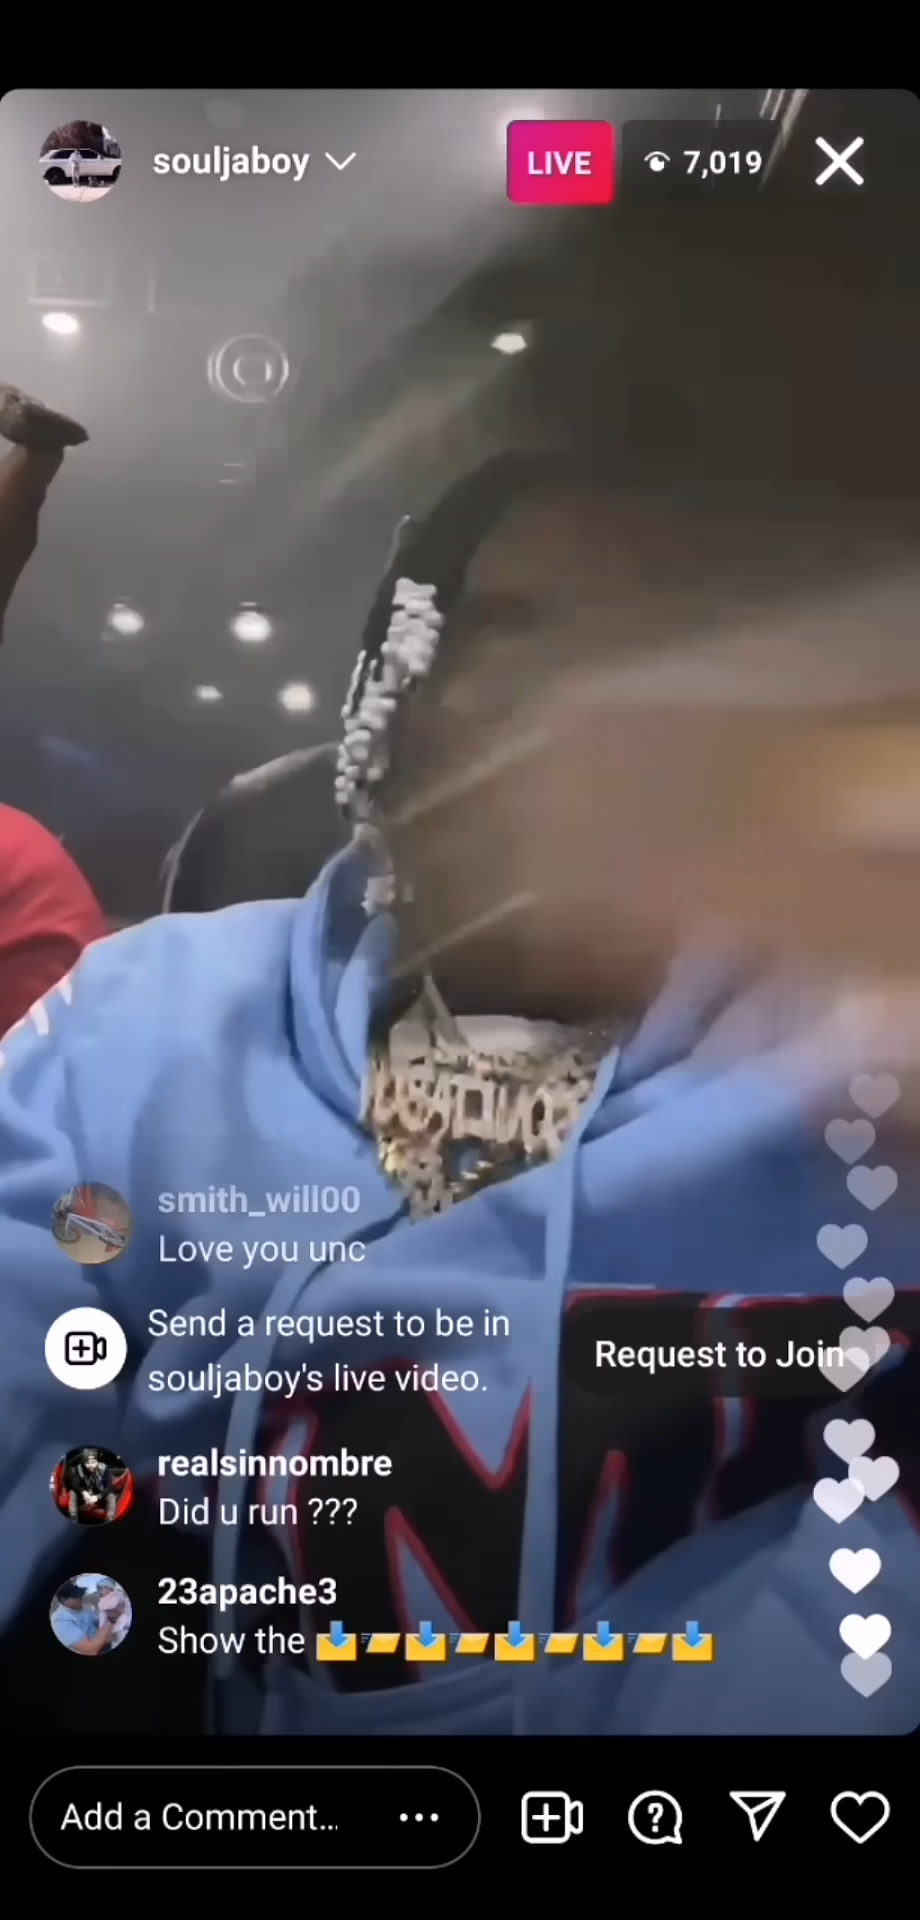 souljaboy
LIVE
7,019
smith_will00
Love you unc
Send a request to be in
souljaboy's live video.
Request to Join
realsinnombre
Did u run ???
23apache3
Show the 📥📨📥📨📥📨📥📨📥
Add a Comment...